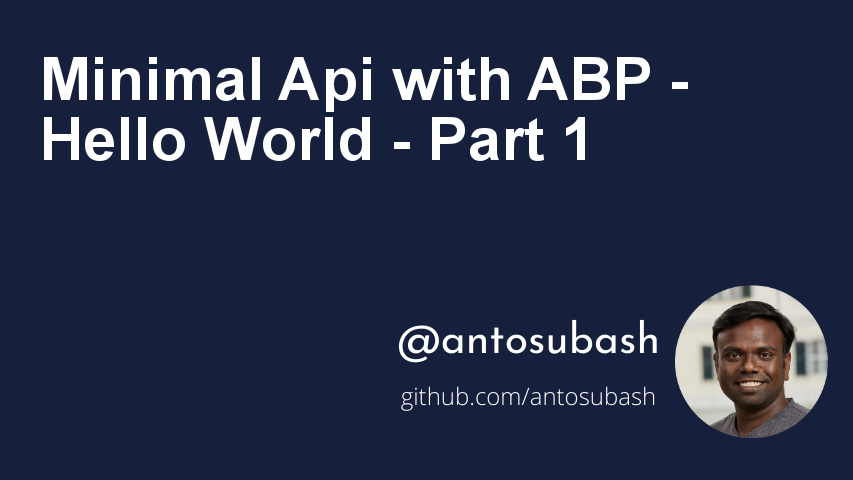 Minimal Api with ABP -
Hello World - Part 1
@antosubash
github.com/antosubash